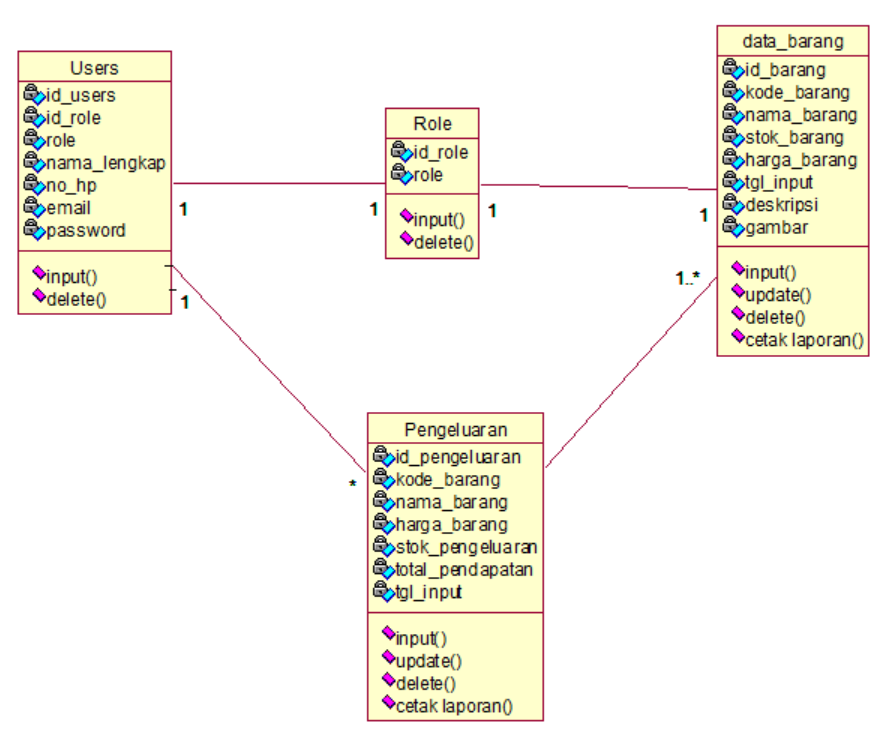 Users
id_users
id_role
role
nama_lengkap
no_hp
email
password
input()
delete()
1
1
Role
id_role
role
input()
delete()
1
1
data_barang
id_barang
kode_barang
nama_barang
stok_barang
harga_barang
tgl_input
deskripsi
gambar
input()
update()
delete()
cetak laporan()
1..*
1
*
Pengeluaran
id_pengeluaran
kode_barang
nama_barang
harga_barang
stok_pengeluaran
total_pendapatan
tgl_input
input()
update()
delete()
cetak laporan()